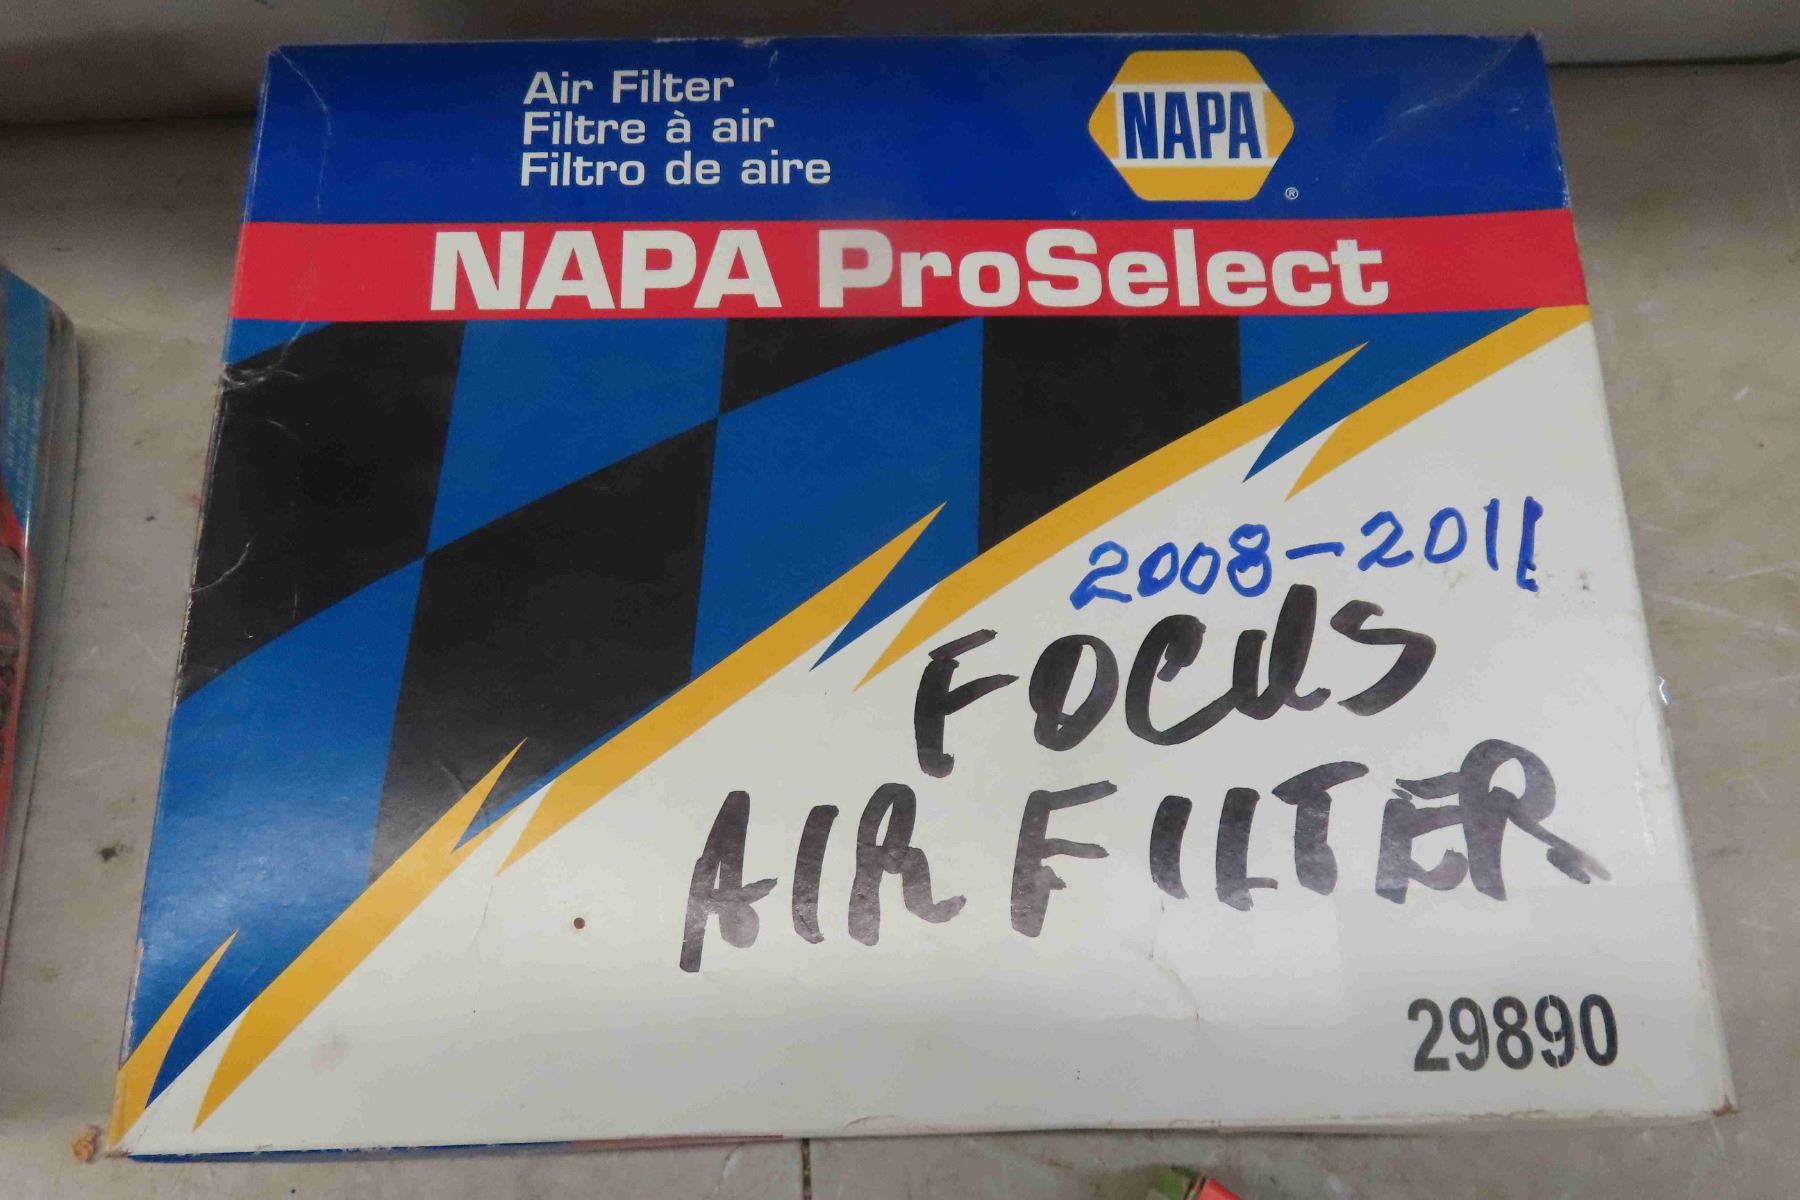 Air Filter
Filtre à air
Filtro de aire
NAPA
®
NAPA ProSelect
2008-2011
FOCUS
AIR FILTER
29890